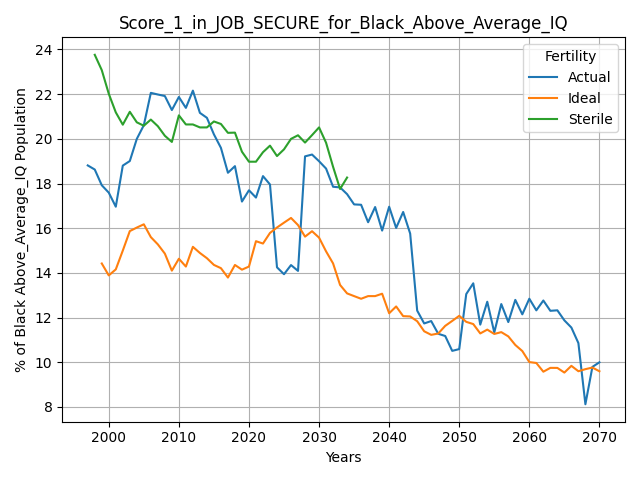 Score_1_in_JOB_SECURE_for_Black_Above_Average_IQ
% of Black Above_Average_IQ Population
24
22
20
18
16
14
12
10
8
Fertility
Actual
Ideal
Sterile
2000 2010 2020 2030 2040 2050 2060 2070
Years